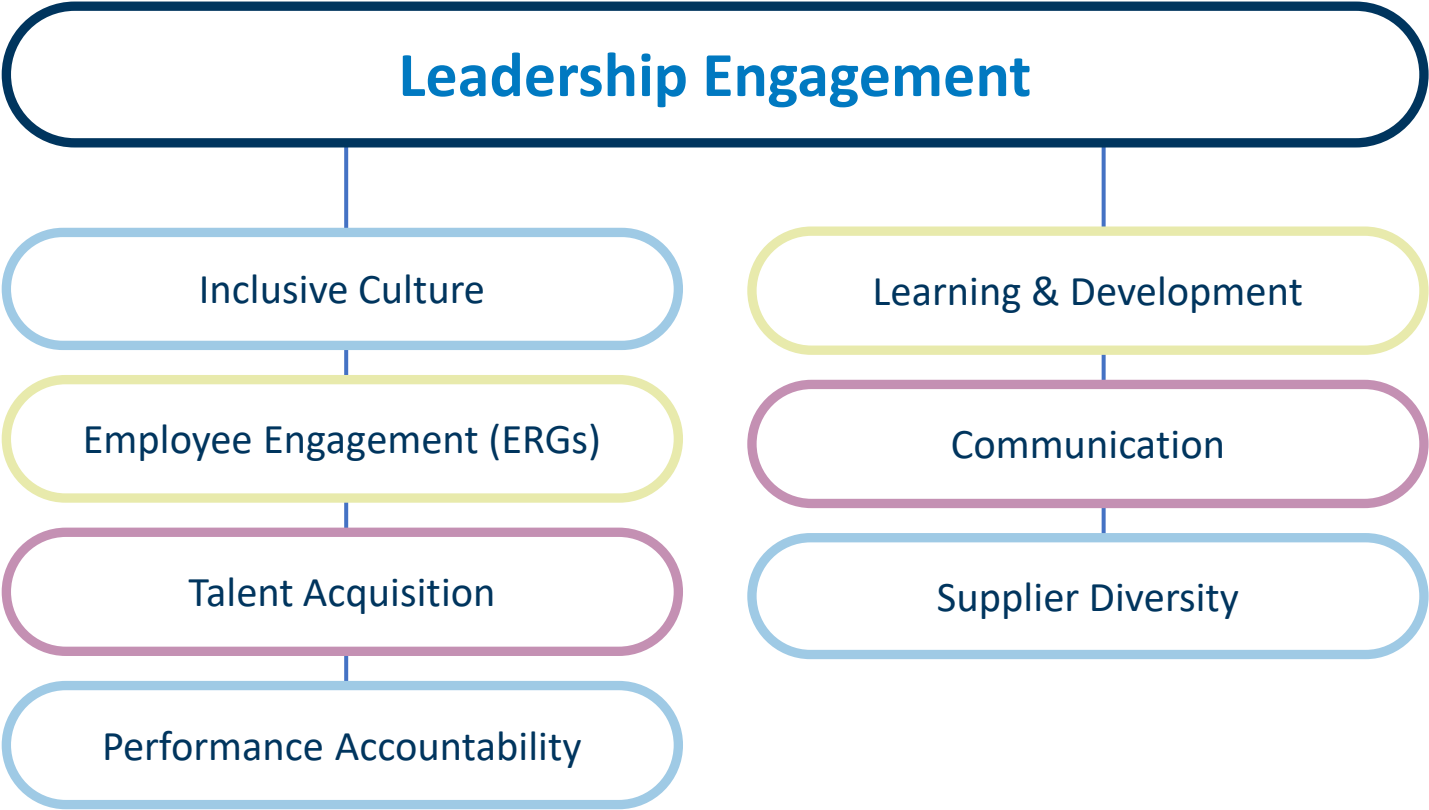 Leadership Engagement
Inclusive Culture
Employee Engagement (ERGs)
Talent Acquisition
Performance Accountability
Learning & Development
Communication
Supplier Diversity